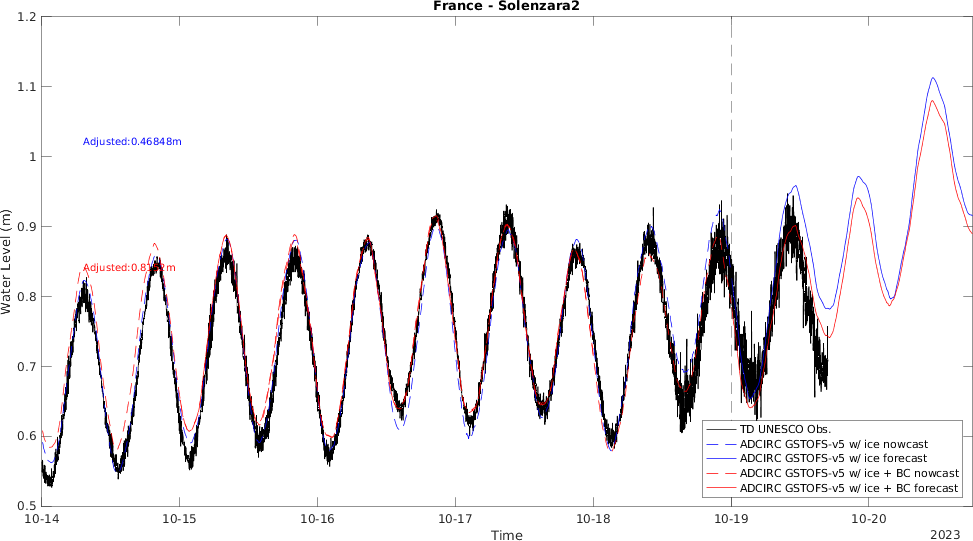 France - Solenzara2
1.2
1.1
1
0.9
0.8
0.7
0.6
0.5
Water Level (m)
Adjusted:0.46848m
10-14
10-15
10-16
10-17
10-18
10-19
10-20
Time
2023
TD UNESCO Obs.
ADCIRC GSTOFS-v5 w/ ice nowcast
ADCIRC GSTOFS-v5 w/ ice forecast
ADCIRC GSTOFS-v5 w/ ice + BC nowcast
ADCIRC GSTOFS-v5 w/ ice + BC forecast